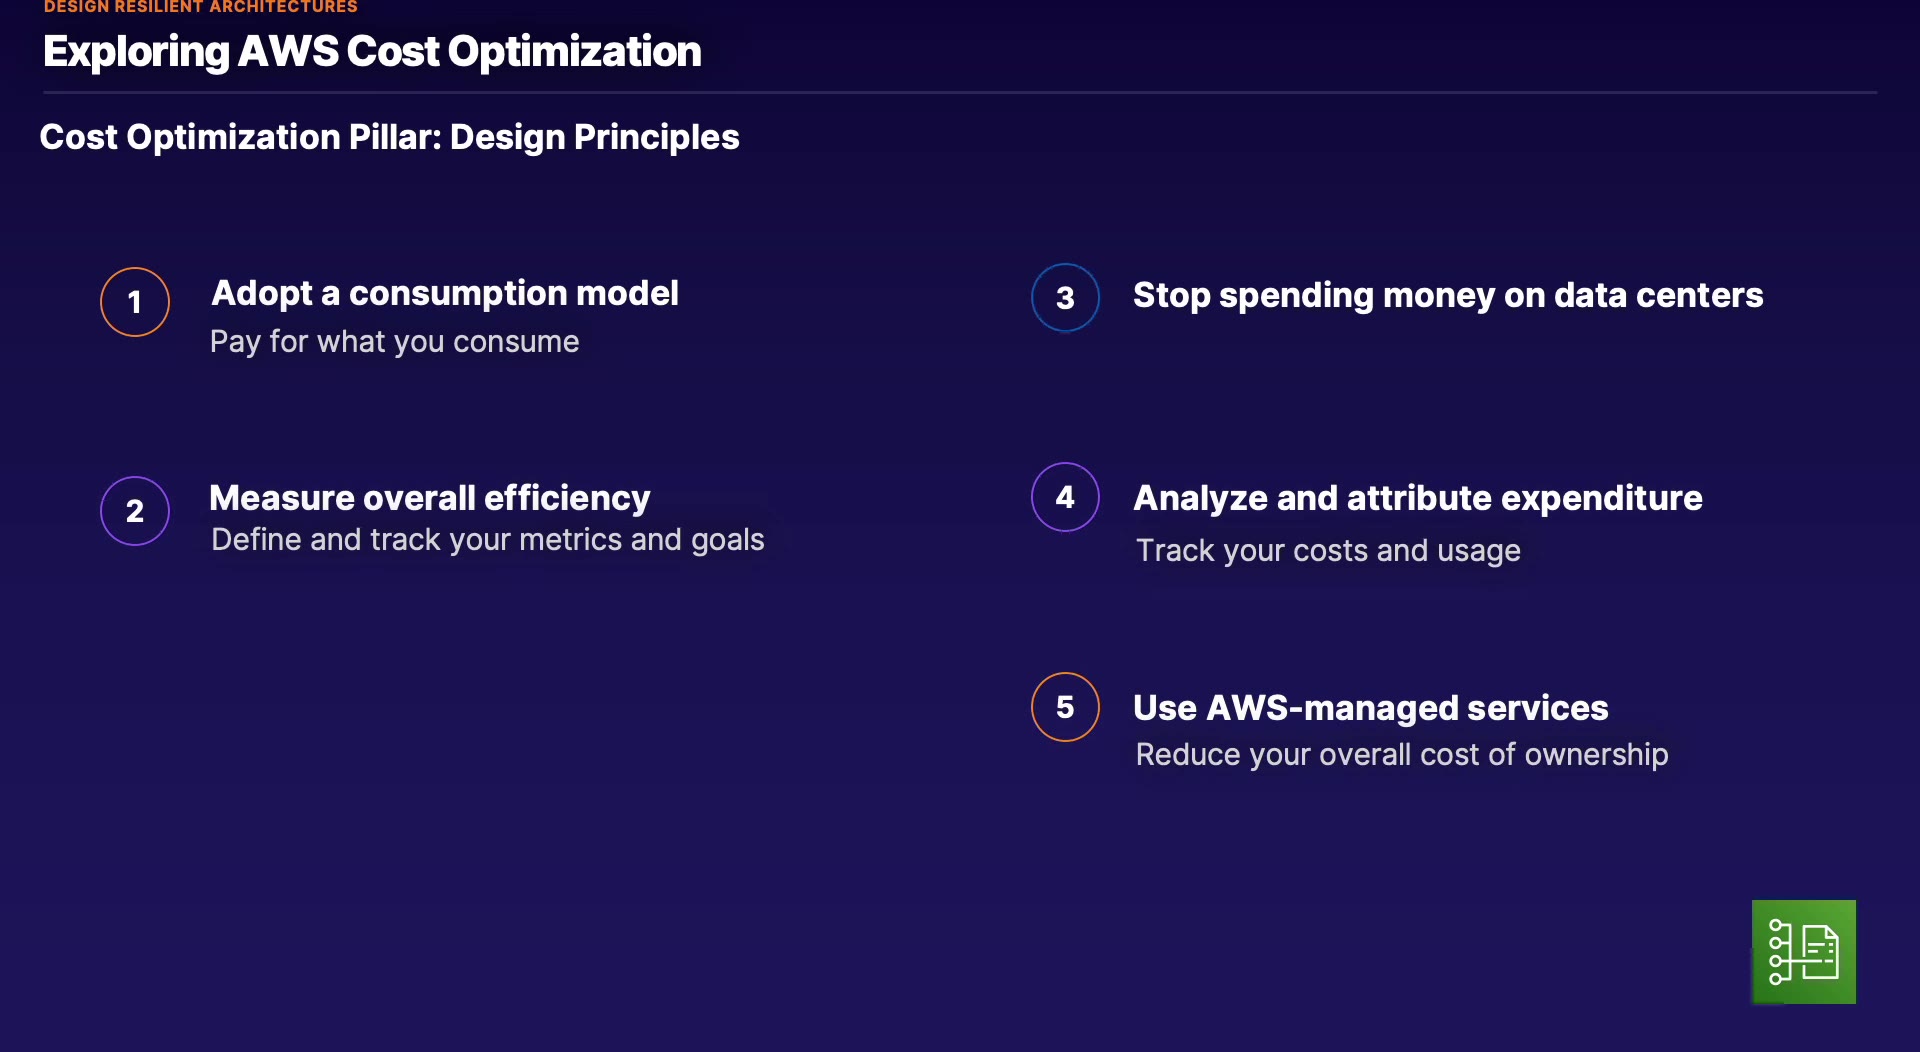 DESIGN RESILIENT ARCHITECTURES
Exploring AWS Cost Optimization
Cost Optimization Pillar: Design Principles
1
Adopt a consumption model
Pay for what you consume
2
Measure overall efficiency
Define and track your metrics and goals
3
Stop spending money on data centers
4
Analyze and attribute expenditure
Track your costs and usage
5
Use AWS-managed services
Reduce your overall cost of ownership